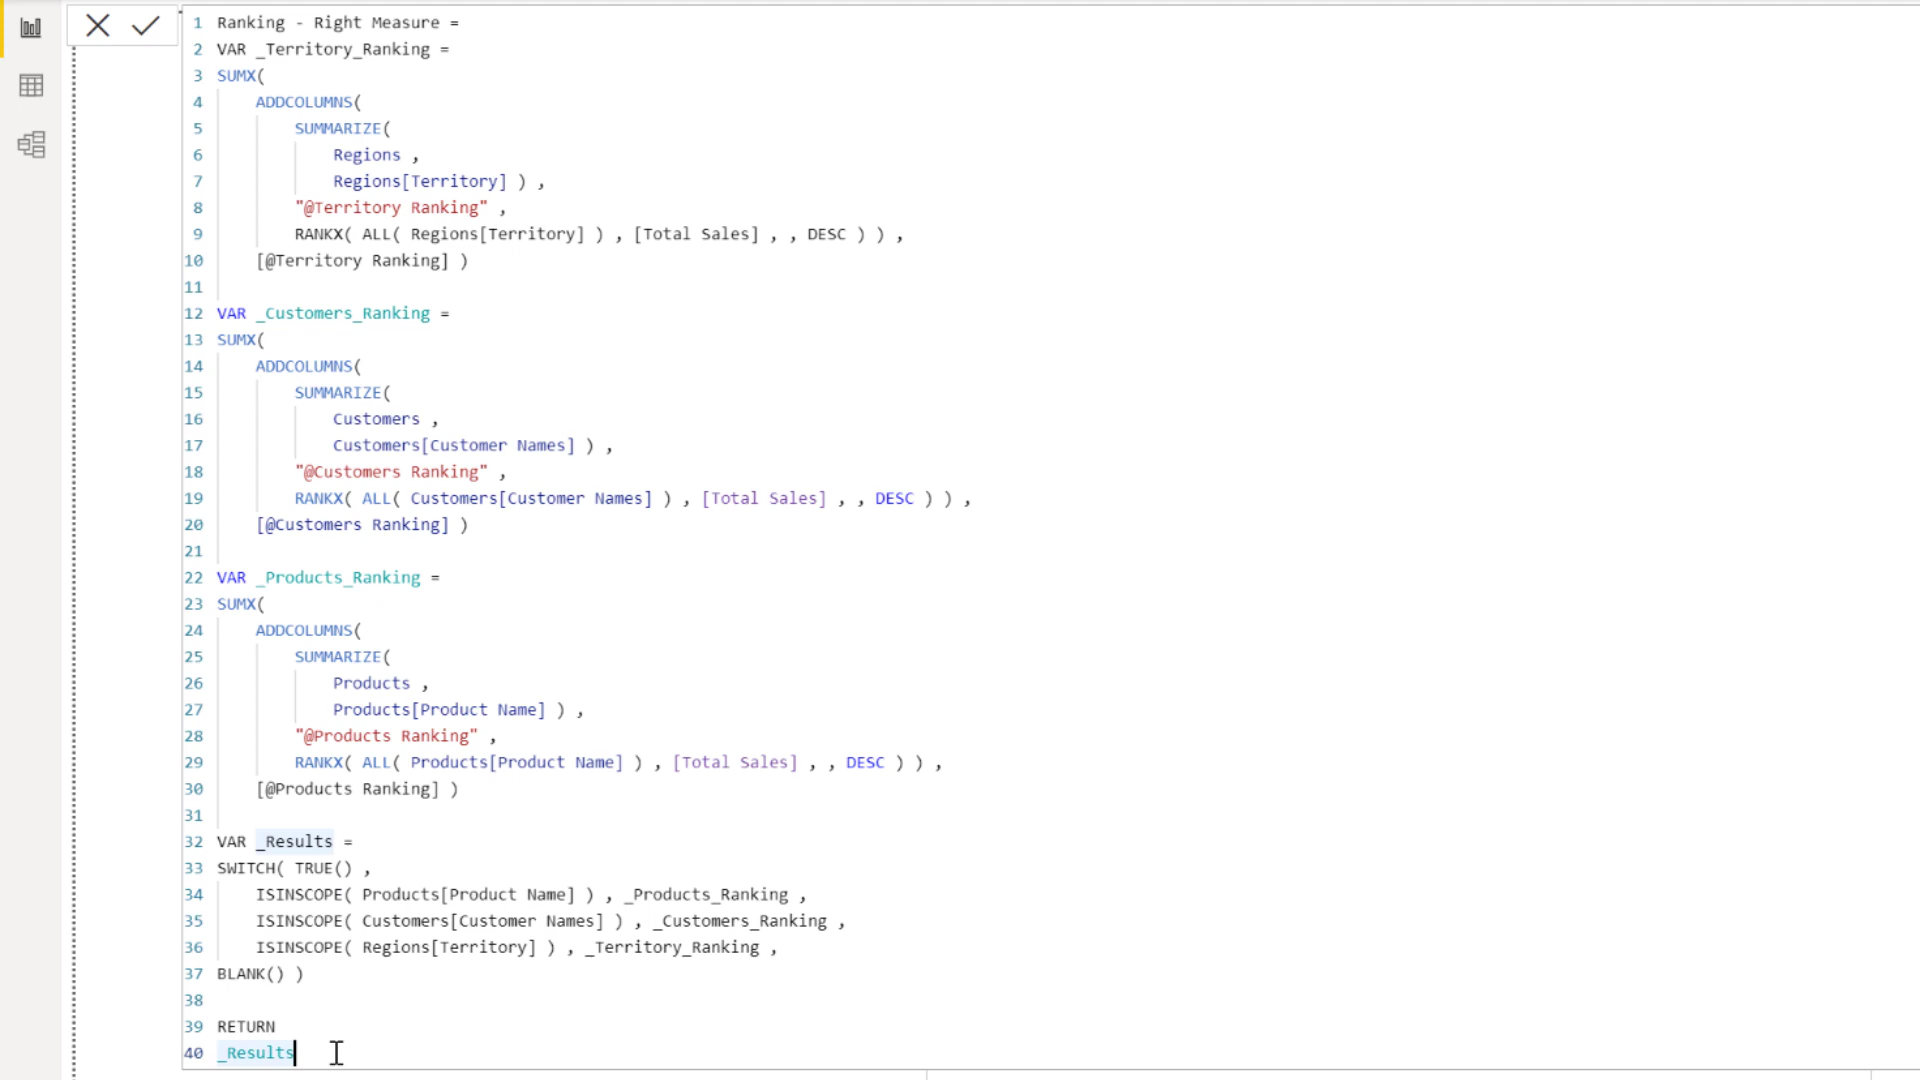 1 Ranking - Right Measure =
2 VAR _Territory_Ranking =
3 SUMX(
4 ADDCOLUMNS(
5 SUMMARIZE(
6 Regions ,
7 Regions[Territory] ) ,
8 "@Territory Ranking" ,
9 RANKX( ALL( Regions[Territory] ) , [Total Sales] , , DESC ) ) ,
10 [@Territory Ranking] )
11
12 VAR _Customers_Ranking =
13 SUMX(
14 ADDCOLUMNS(
15 SUMMARIZE(
16 Customers ,
17 Customers[Customer Names] ) ,
18 "@Customers Ranking" ,
19 RANKX( ALL( Customers[Customer Names] ) , [Total Sales] , , DESC ) ) ,
20 [@Customers Ranking] )
21
22 VAR _Products_Ranking =
23 SUMX(
24 ADDCOLUMNS(
25 SUMMARIZE(
26 Products ,
27 Products[Product Name] ) ,
28 "@Products Ranking" ,
29 RANKX( ALL( Products[Product Name] ) , [Total Sales] , , DESC ) ) ,
30 [@Products Ranking] )
31
32 VAR _Results =
33 SWITCH( TRUE() ,
34 ISINSCOPE( Products[Product Name] ) , _Products_Ranking ,
35 ISINSCOPE( Customers[Customer Names] ) , _Customers_Ranking ,
36 ISINSCOPE( Regions[Territory] ) , _Territory_Ranking ,
37 BLANK() )
38
39 RETURN
40 _Results